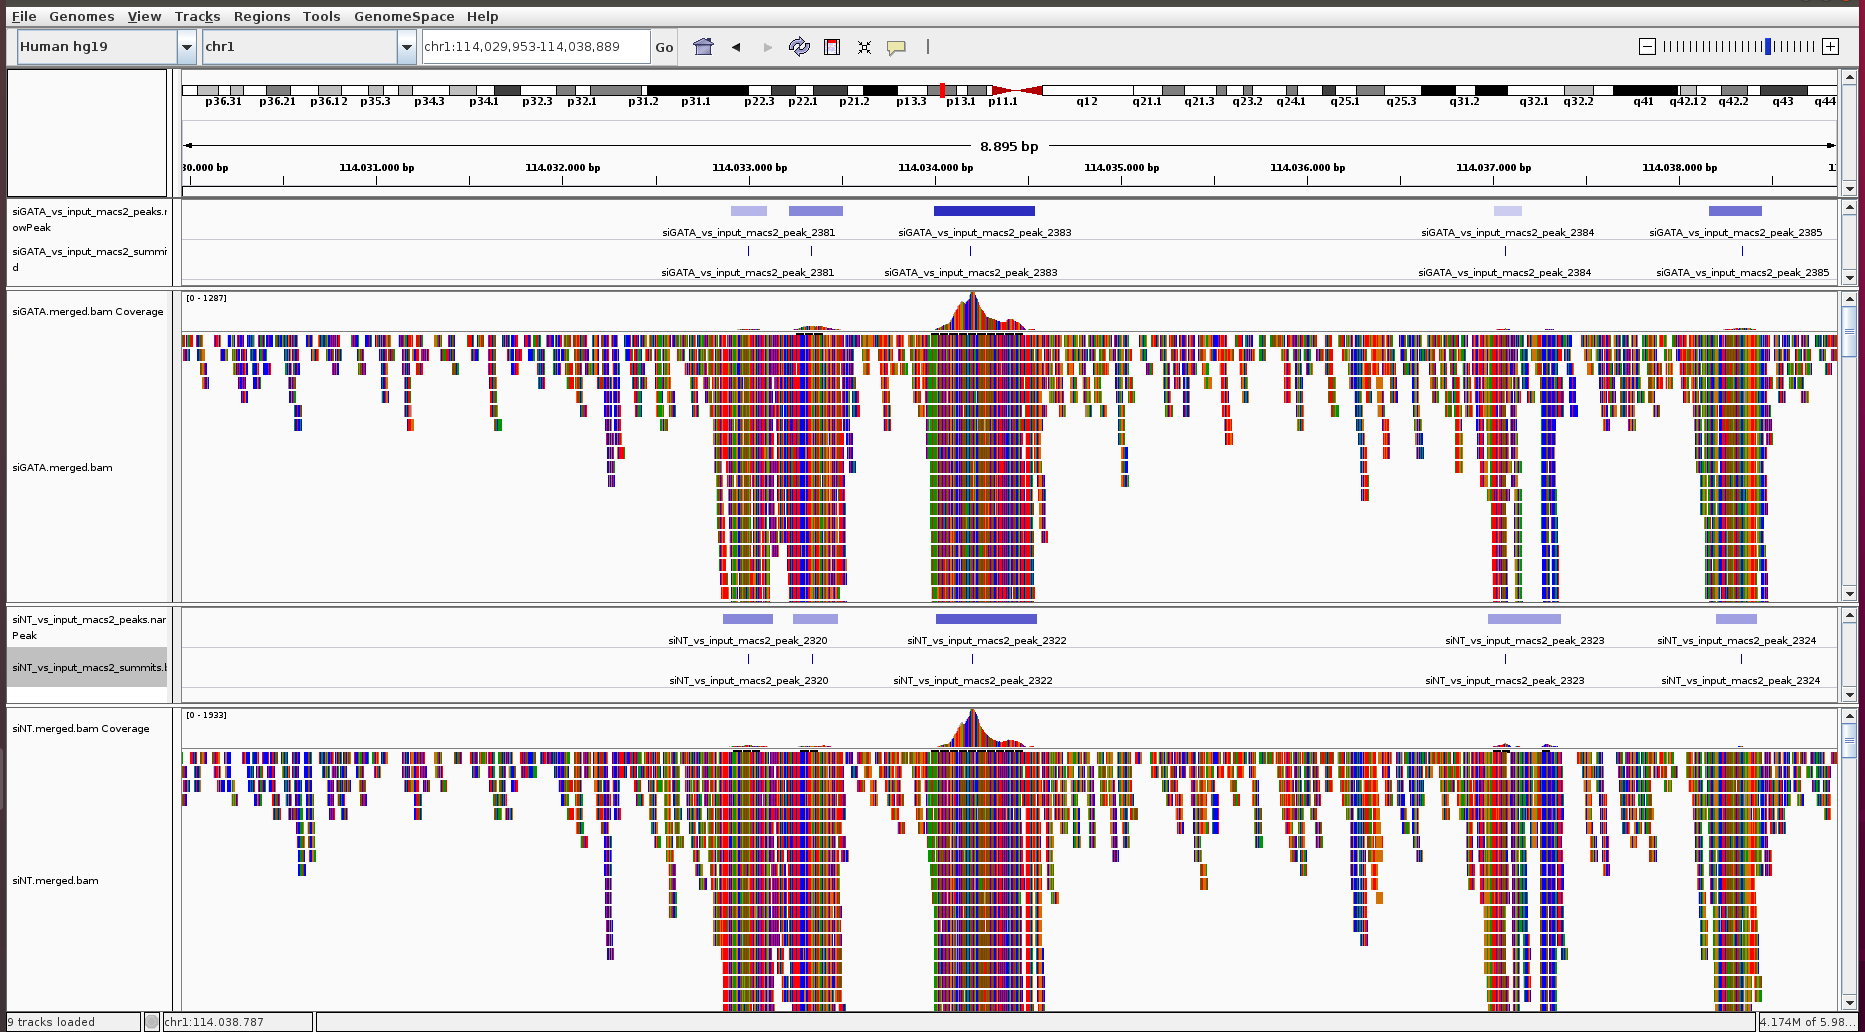 File Genomes View Tracks Regions Tools GenomeSpace Help
Human hg19 chr1 chr1:114,029,953-114,038,889 Go
p36.31 p36.21 p36.12 p35.3 p34.3 p34.1 p32.3 p32.1 p31.2 p31.1 p22.3 p22.1 p21.2 p13.3 p13.1 p11.1 q12 q21.1 q21.3 q23.2 q24.1 q25.1 q25.3 q31.2 q32.1 q32.2 q41 q42.12 q42.2 q43 q44
8.895 bp
30.000 bp 114.031.000 bp 114.032.000 bp 114.033.000 bp 114.034.000 bp 114.035.000 bp 114.036.000 bp 114.037.000 bp 114.038.000 bp 1
siGATA_vs_input_macs2_peaks.n
owPeak
siGATA_vs_input_macs2_peak_2381 siGATA_vs_input_macs2_peak_2383 siGATA_vs_input_macs2_peak_2384 siGATA_vs_input_macs2_peak_2385
siGATA_vs_input_macs2_summi
d
siGATA_vs_input_macs2_peak_2381 siGATA_vs_input_macs2_peak_2383 siGATA_vs_input_macs2_peak_2384 siGATA_vs_input_macs2_peak_2385
[0 - 1287]
siGATA.merged.bam Coverage
siGATA.merged.bam
siNT_vs_input_macs2_peaks.nar
Peak
siNT_vs_input_macs2_peak_2320 siNT_vs_input_macs2_peak_2322 siNT_vs_input_macs2_peak_2323 siNT_vs_input_macs2_peak_2324
siNT_vs_input_macs2_summits.b
siNT_vs_input_macs2_peak_2320 siNT_vs_input_macs2_peak_2322 siNT_vs_input_macs2_peak_2323 siNT_vs_input_macs2_peak_2324
[0 - 1933]
siNT.merged.bam Coverage
siNT.merged.bam
9 tracks loaded chr1:114.038.787 4.174M of 5.98...